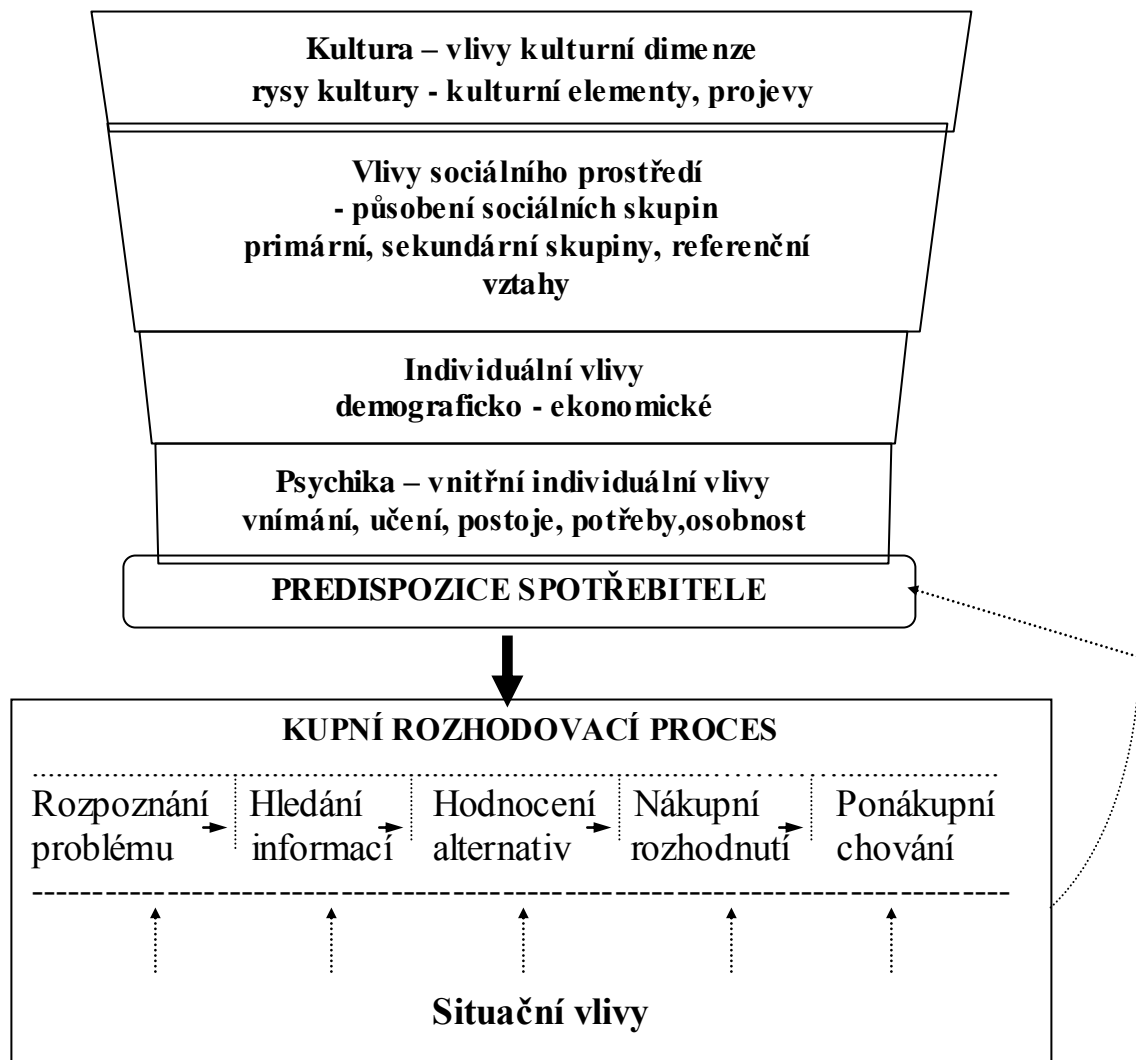 Kultura – vlivy kulturní dimenze
rysy kultury - kulturní elementy, projevy
Vlivy sociálního prostředí
- působení sociálních skupin
primární, sekundární skupiny, referenční
vztahy
Individuální vlivy
demograficko - ekonomické
Psychika – vnitřní individuální vlivy
vnímání, učení, postoje, potřeby,osobnost
PREDISPOZICE SPOTŘEBITELE
KUPNÍ ROZHODOVACÍ PROCES
Rozpoznání
problému
Hledání
informací
Hodnocení
alternativ
Nákupní
rozhodnutí
Ponákupní
chování
Situační vlivy